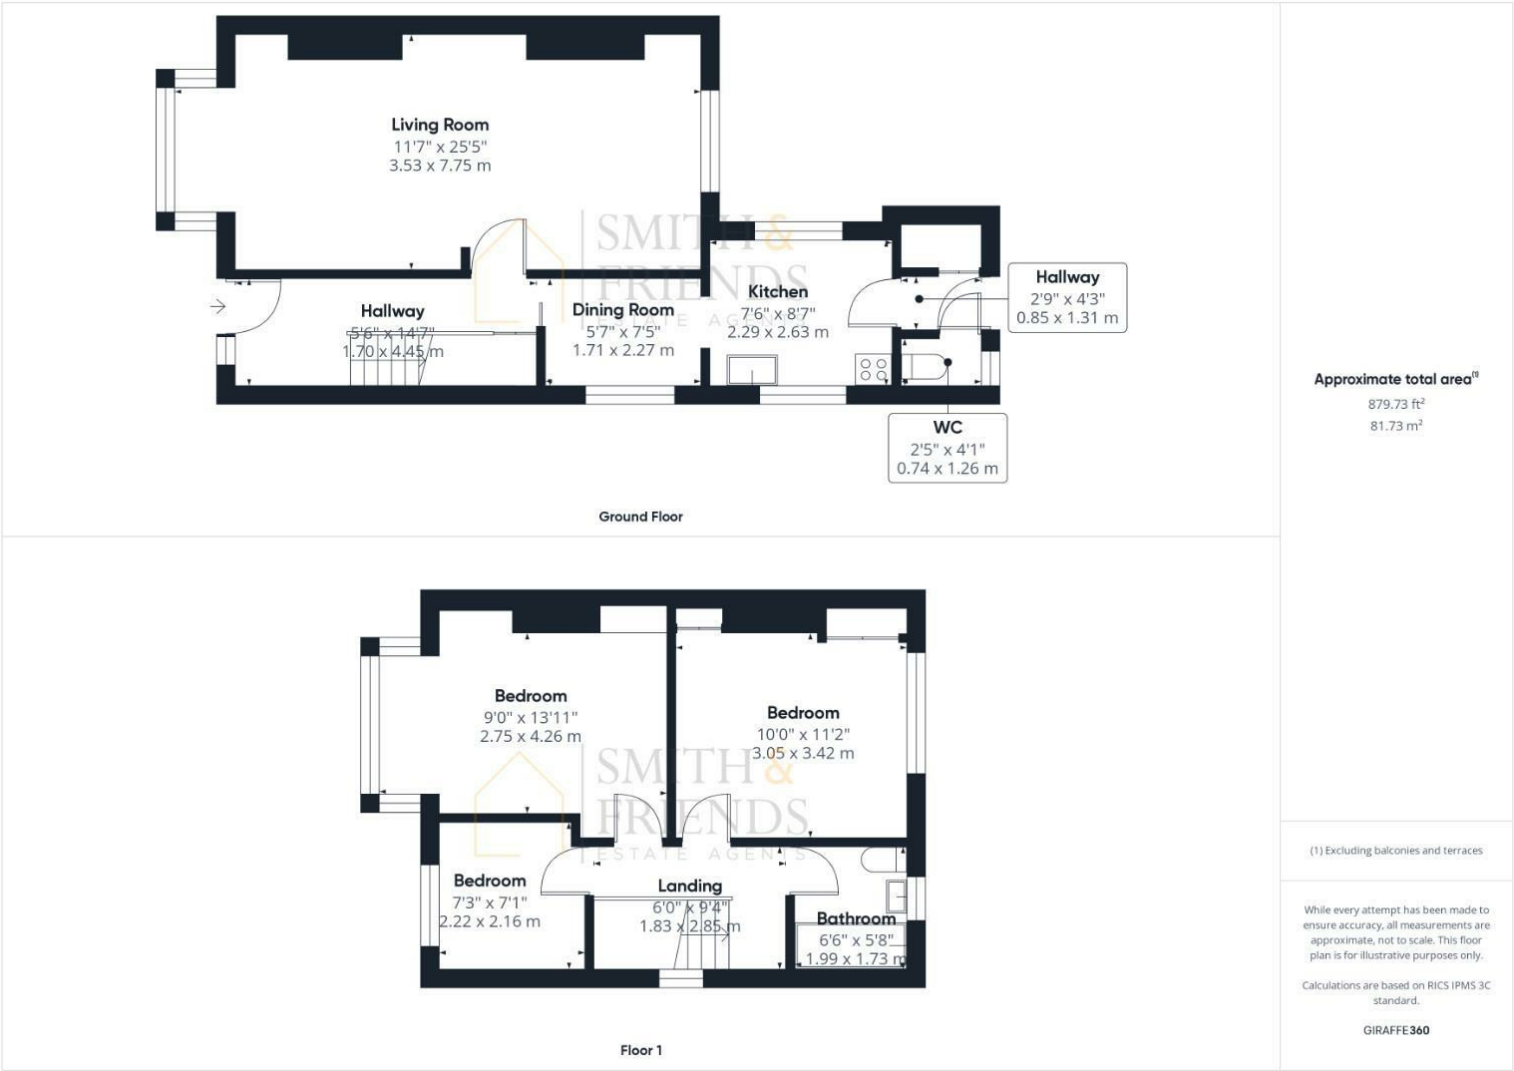 Living Room
11'7" x 25'5"
3.53 x 7.75 m
SMITH &
FRIENDS
ESTATE AGENTS
Hallway
5'6" x 14'7"
1.70 x 4.45 m
Dining Room
5'7" x 7'5"
1.71 x 2.27 m
Kitchen
7'6" x 8'7"
2.29 x 2.63 m
Hallway
2'9" x 4'3"
0.85 x 1.31 m
WC
2'5" x 4'1"
0.74 x 1.26 m
Ground Floor
Bedroom
9'0" x 13'11"
2.75 x 4.26 m
Bedroom
10'0" x 11'2"
3.05 x 3.42 m
SMITH &
FRIENDS
ESTATE AGENTS
Bedroom
7'3" x 7'1"
2.22 x 2.16 m
Landing
6'0" x 9'4"
1.83 x 2.85 m
Bathroom
6'6" x 5'8"
1.99 x 1.73 m
Floor 1
Approximate total area(1)
879.73 ft²
81.73 m²
(1) Excluding balconies and terraces
While every attempt has been made to
ensure accuracy, all measurements are
approximate, not to scale. This floor
plan is for illustrative purposes only.
Calculations are based on RICS IPMS 3C
standard.
GIRAFFE360